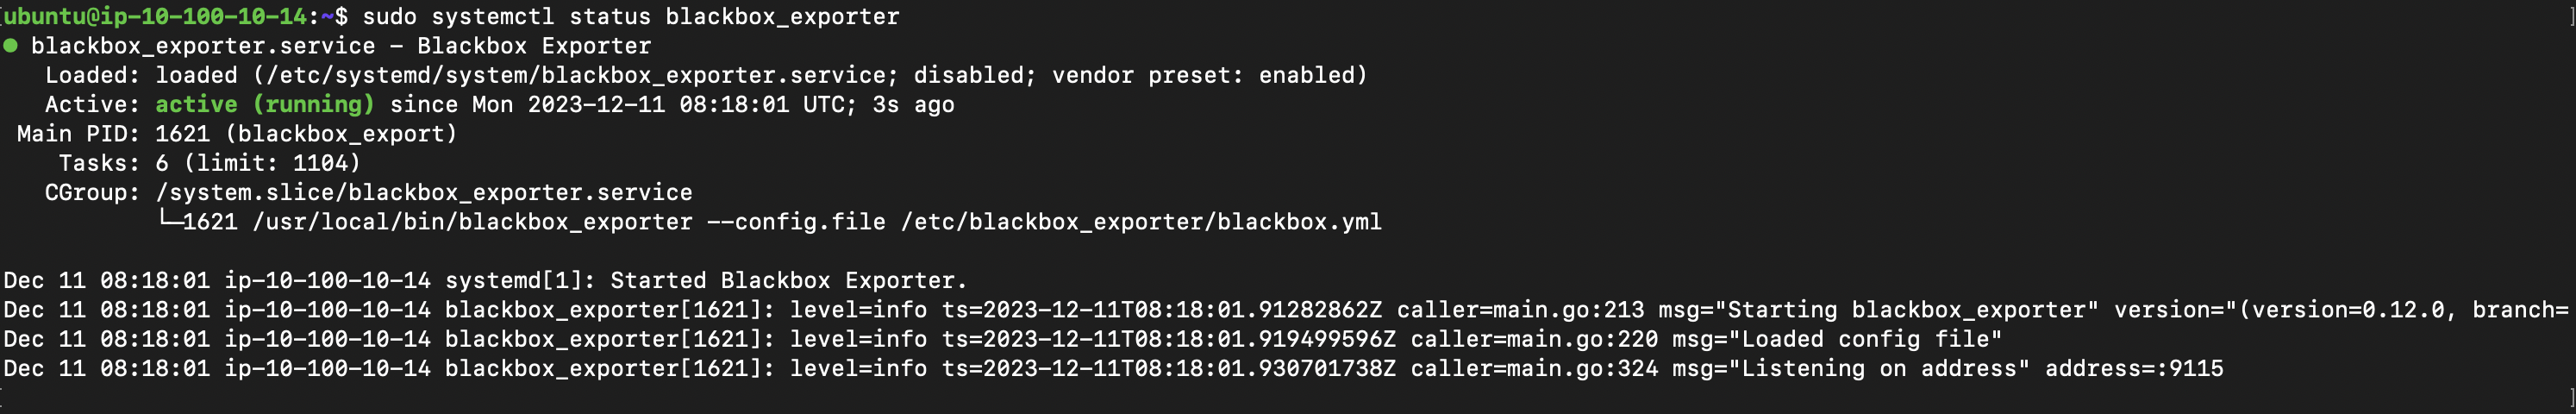 ubuntu@ip-10-100-10-14:~$ sudo systemctl status blackbox_exporter
● blackbox_exporter.service - Blackbox Exporter
Loaded: loaded (/etc/systemd/system/blackbox_exporter.service; disabled; vendor preset: enabled)
Active: active (running) since Mon 2023-12-11 08:18:01 UTC; 3s ago
Main PID: 1621 (blackbox_export)
Tasks: 6 (limit: 1104)
CGroup: /system.slice/blackbox_exporter.service
└─1621 /usr/local/bin/blackbox_exporter --config.file /etc/blackbox_exporter/blackbox.yml
Dec 11 08:18:01 ip-10-100-10-14 systemd[1]: Started Blackbox Exporter.
Dec 11 08:18:01 ip-10-100-10-14 blackbox_exporter[1621]: level=info ts=2023-12-11T08:18:01.91282862Z caller=main.go:213 msg="Starting blackbox_exporter" version="(version=0.12.0, branch=
Dec 11 08:18:01 ip-10-100-10-14 blackbox_exporter[1621]: level=info ts=2023-12-11T08:18:01.919499596Z caller=main.go:220 msg="Loaded config file"
Dec 11 08:18:01 ip-10-100-10-14 blackbox_exporter[1621]: level=info ts=2023-12-11T08:18:01.930701738Z caller=main.go:324 msg="Listening on address" address=:9115